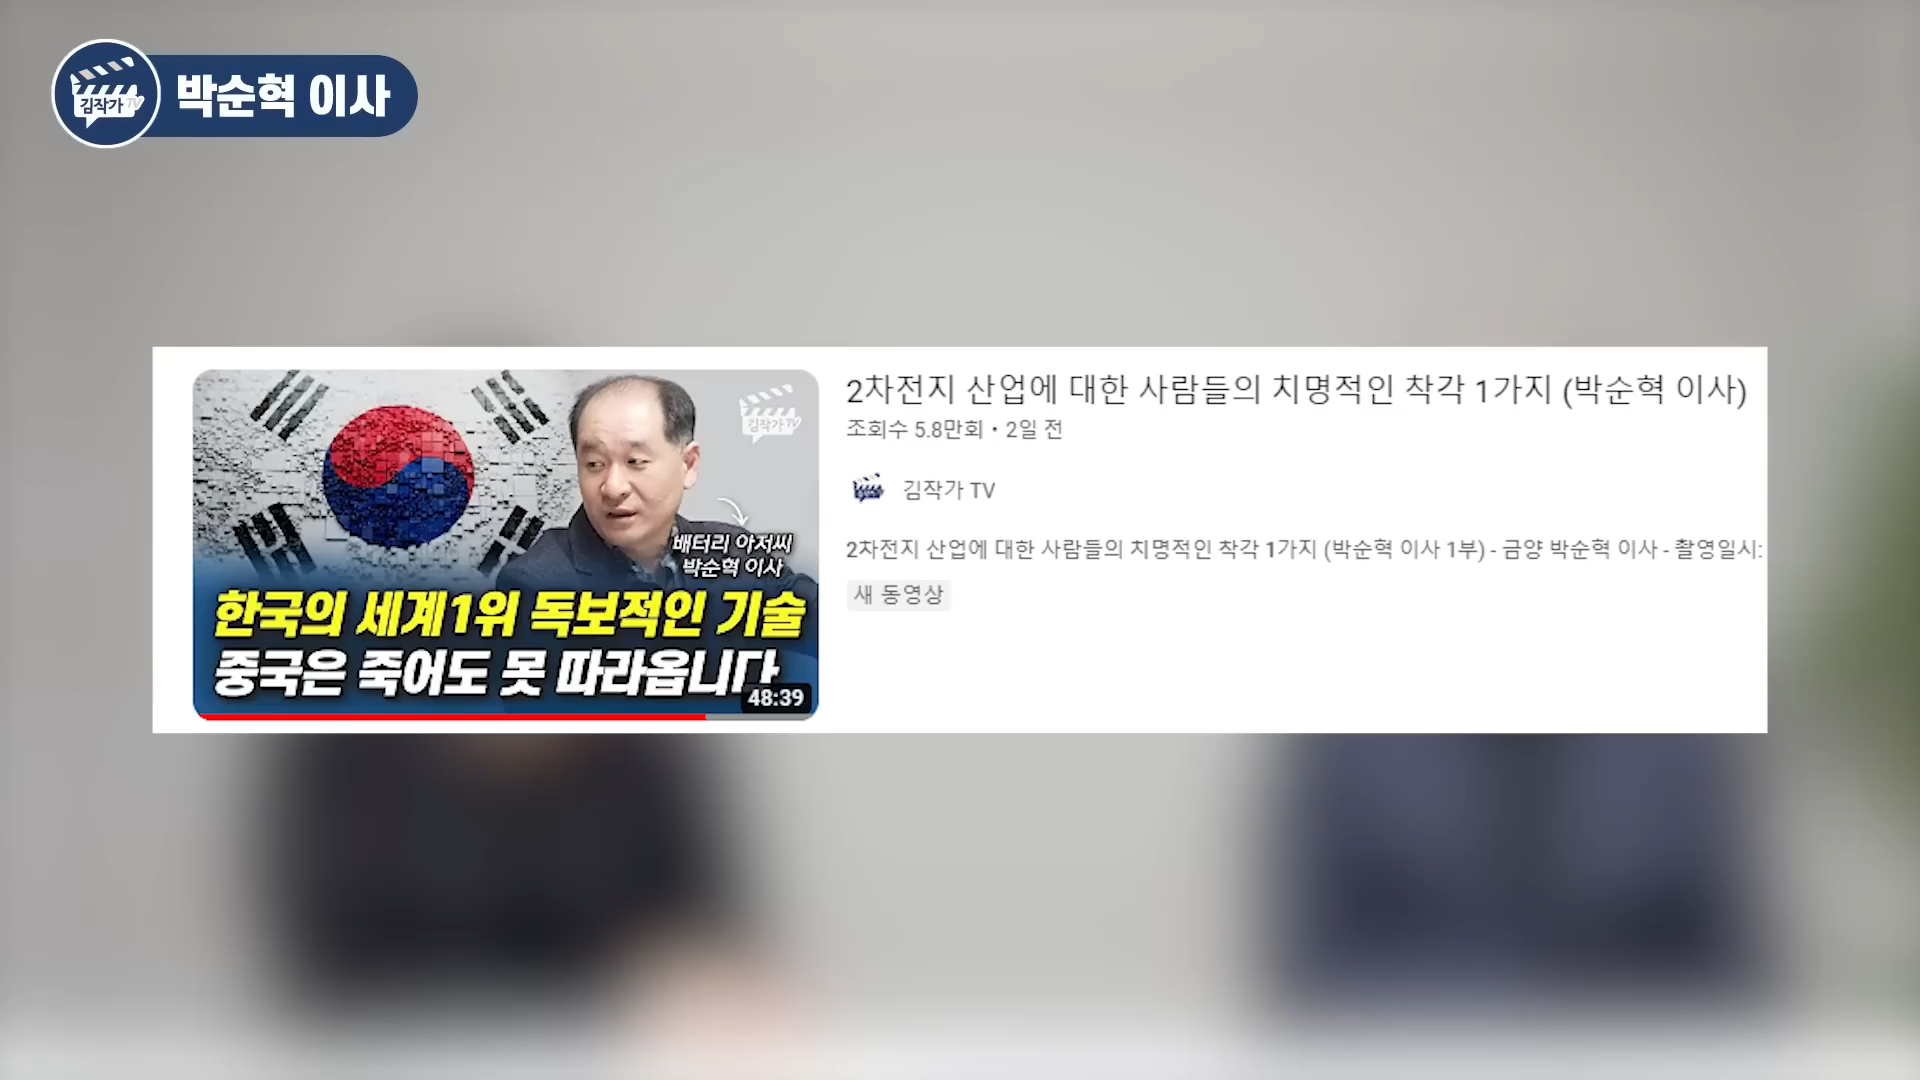 김작가 TV
박순혁 이사
김작가 TV
배터리 아저씨
박순혁 이사
한국의 세계1위 독보적인 기술
중국은 죽어도 못 따라옵니다
48:39
2차전지 산업에 대한 사람들의 치명적인 착각 1가지 (박순혁 이사)
조회수 5.8만회 • 2일 전
김작가 TV
2차전지 산업에 대한 사람들의 치명적인 착각 1가지 (박순혁 이사 1부) - 금양 박순혁 이사 - 촬영일시:
새 동영상